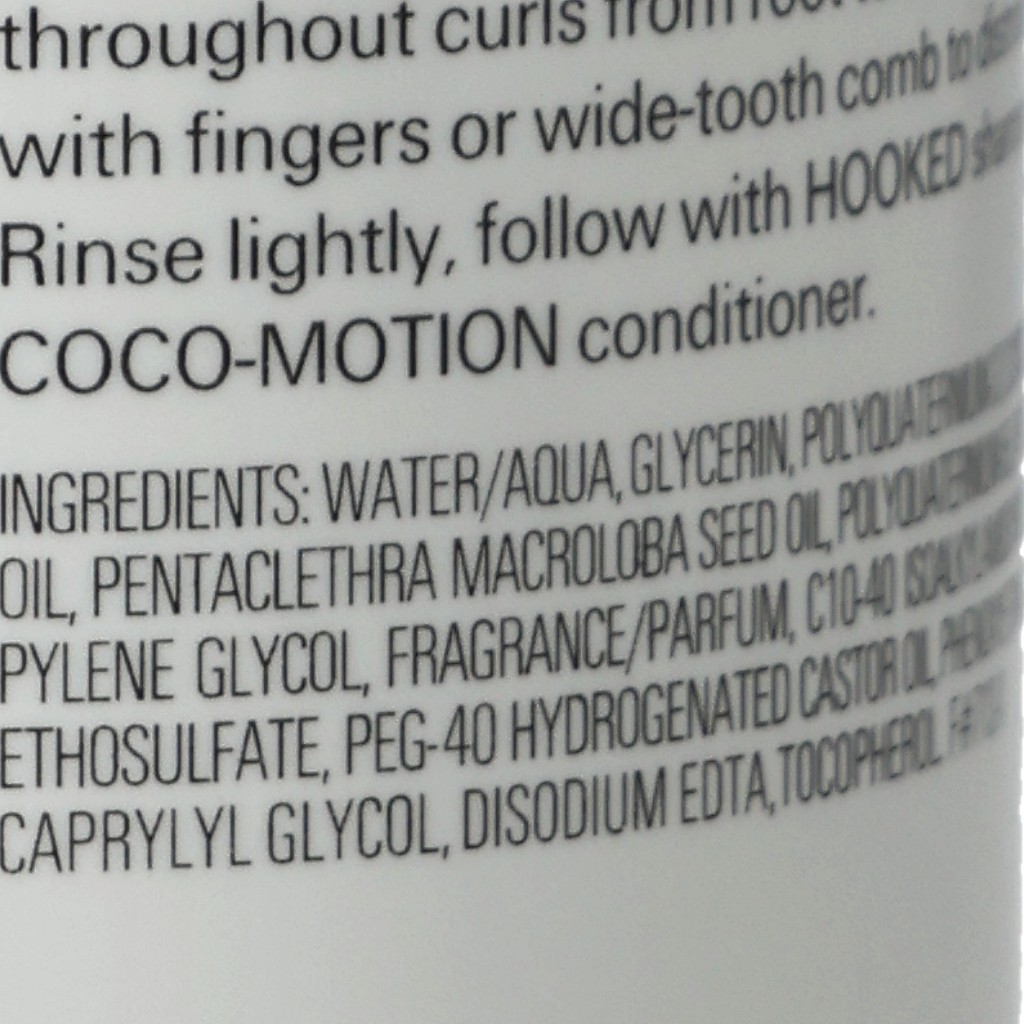 throughout curls from
with fingers or wide-tooth comb to
Rinse lightly, follow with HOOKED
COCO-MOTION conditioner.
INGREDIENTS: WATER/AQUA, GLYCERIN,
OIL, PENTACLETHRA MACROLOBA SEED OIL,
PYLENE GLYCOL, FRAGRANCE/PARFUM, C10-40
ETHOSULFATE, PEG-40 HYDROGENATED CASTOR OIL,
CAPRYLYL GLYCOL, DISODIUM EDTA, TOCOPHEROL